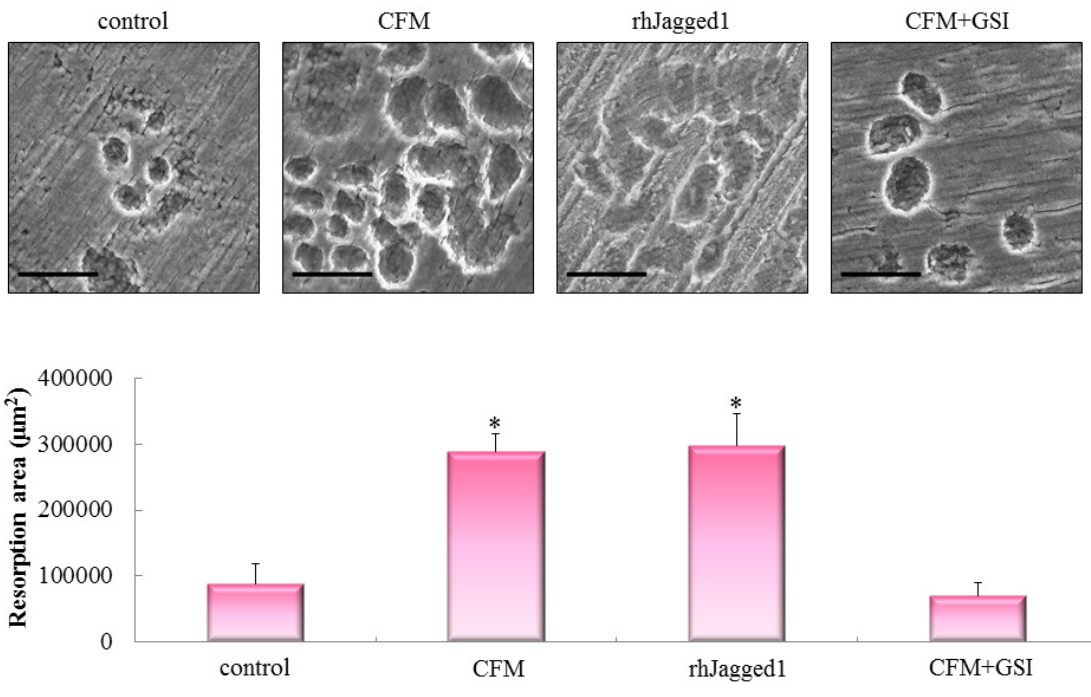 control CFM rhJagged1 CFM+GSI
Resorption area (μm²)
400000
300000
200000
100000
0
* *
control CFM rhJagged1 CFM+GSI